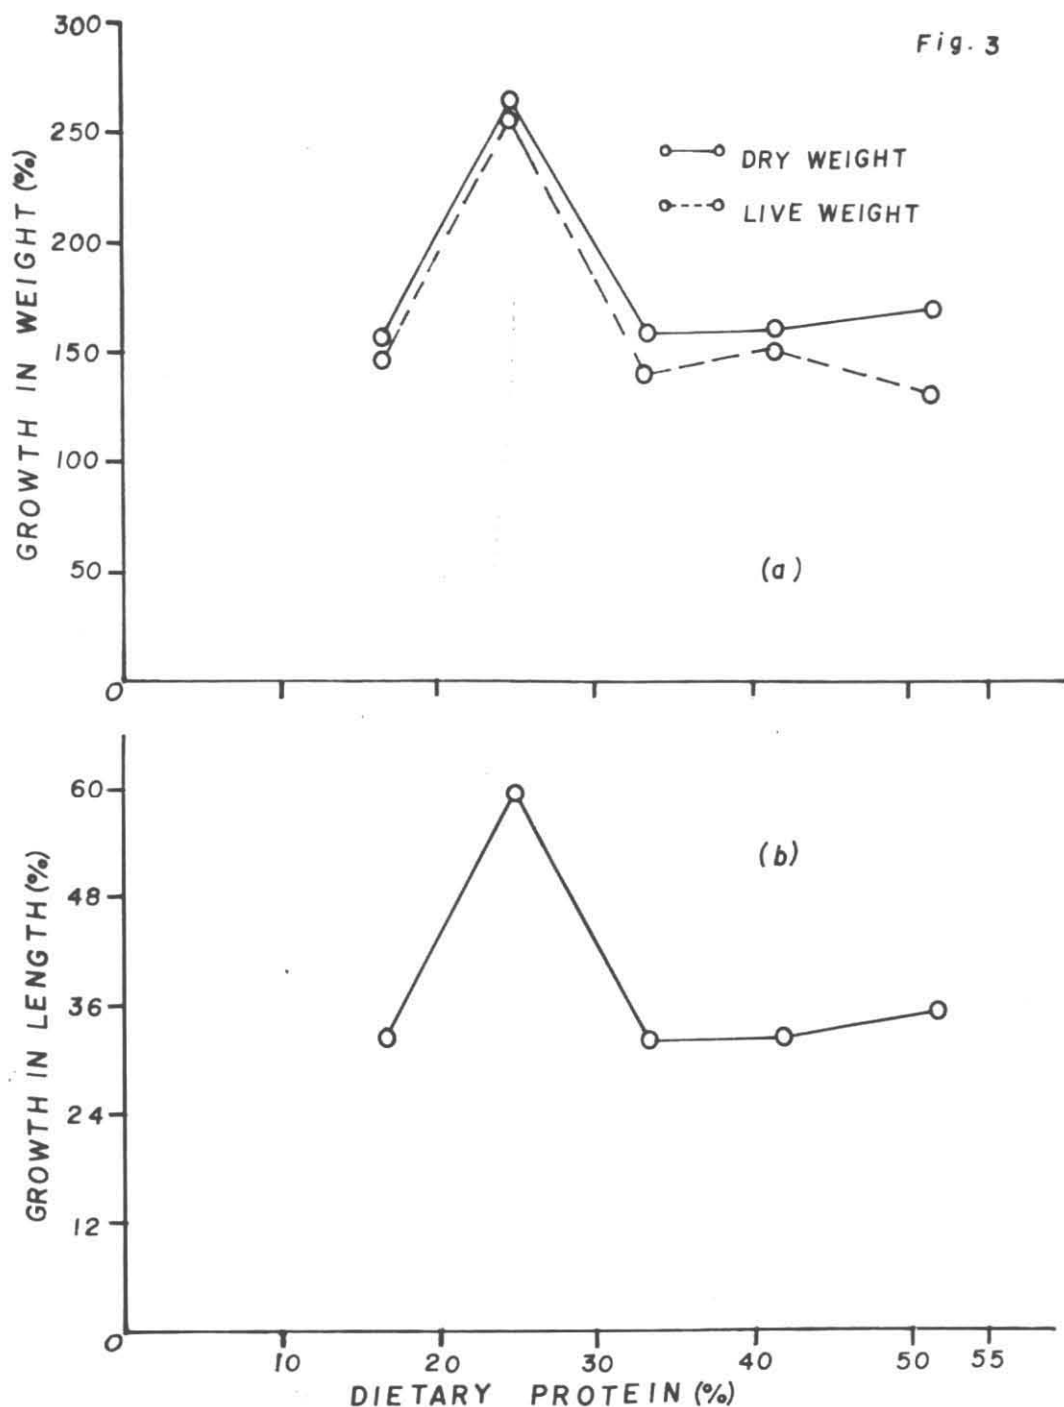 Fig. 3
300
250
200
150
100
50
0
GROWTH IN WEIGHT (%)
DRY WEIGHT
LIVE WEIGHT
(a)
60
48
36
24
12
0
GROWTH IN LENGTH (%)
(b)
10 20 30 40 50 55
DIETARY PROTEIN (%)